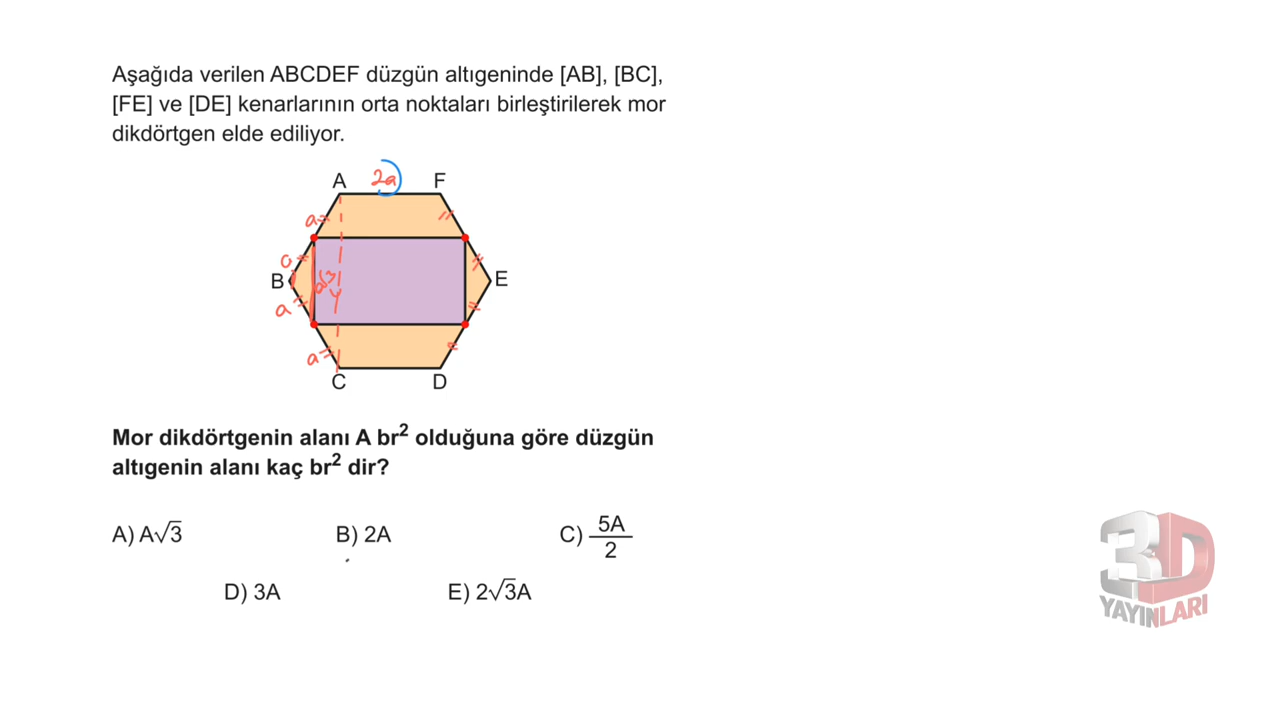 Aşağıda verilen ABCDEF düzgün altıgeninde [AB], [BC],
[FE] ve [DE] kenarlarının orta noktaları birleştirilerek mor
dikdörtgen elde ediliyor.
A 2a F
a
a
B a√3 E
a
a
C D
Mor dikdörtgenin alanı A br² olduğuna göre düzgün
altıgenin alanı kaç br² dir?
A) A√3 B) 2A C) 5A/2
D) 3A E) 2√3A
3D
YAYINLARI